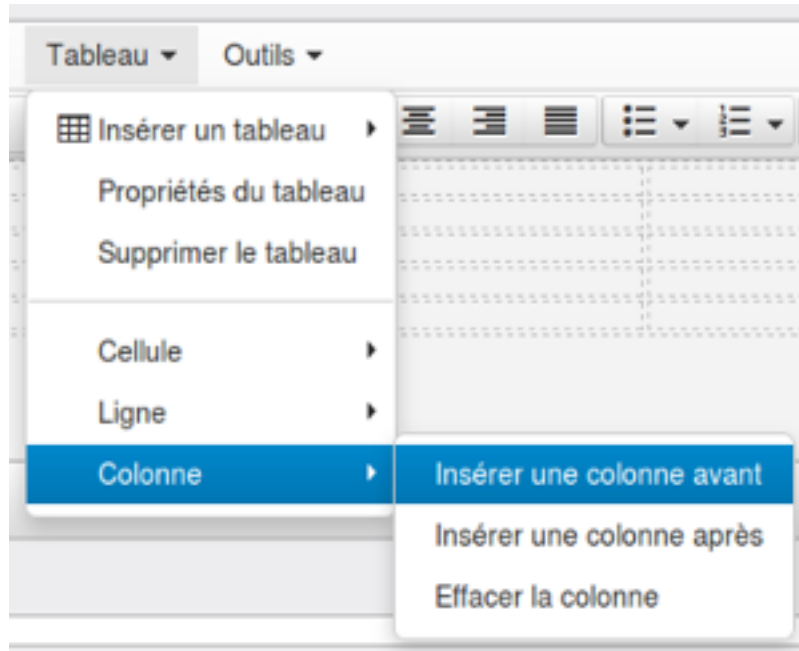 Tableau Outils
Insérer un tableau
Propriétés du tableau
Supprimer le tableau
Cellule
Ligne
Colonne
Insérer une colonne avant
Insérer une colonne après
Effacer la colonne